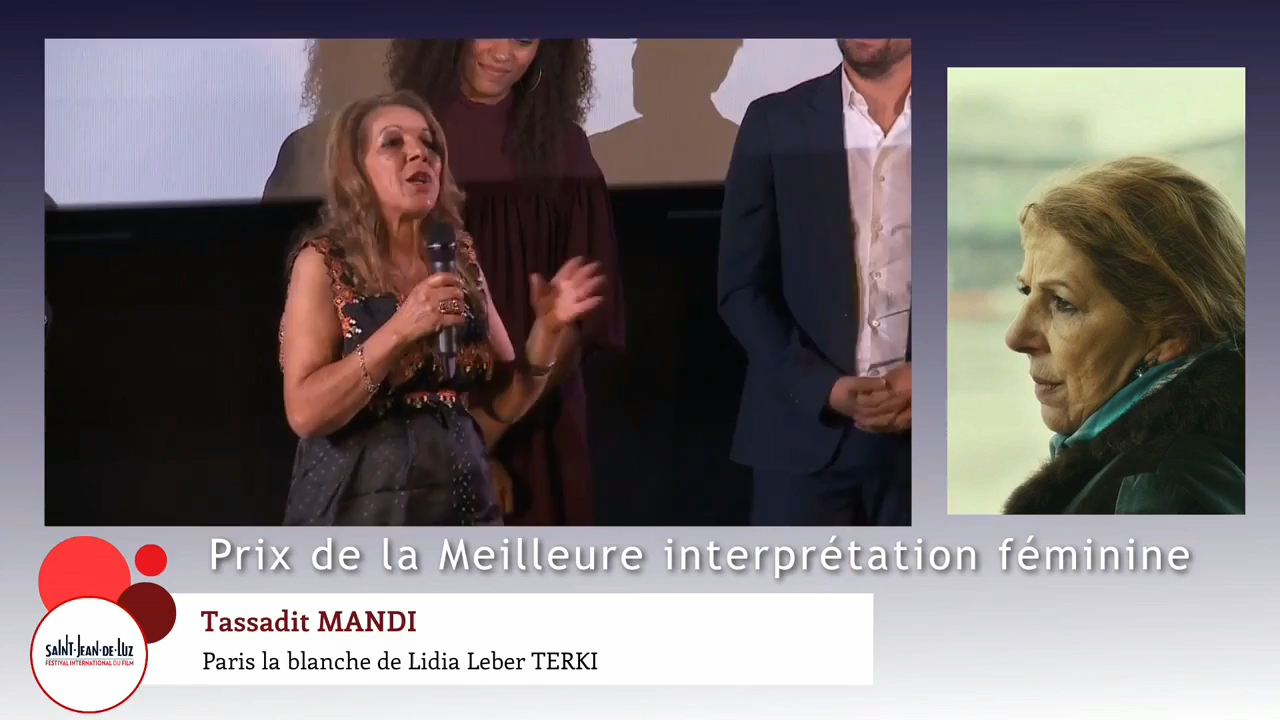 Prix de la Meilleure interprétation féminine
Tassadit MANDI
Paris la blanche de Lidia Leber TERKI
SAINT-JEAN-DE-LUZ
FESTIVAL INTERNATIONAL DU FILM